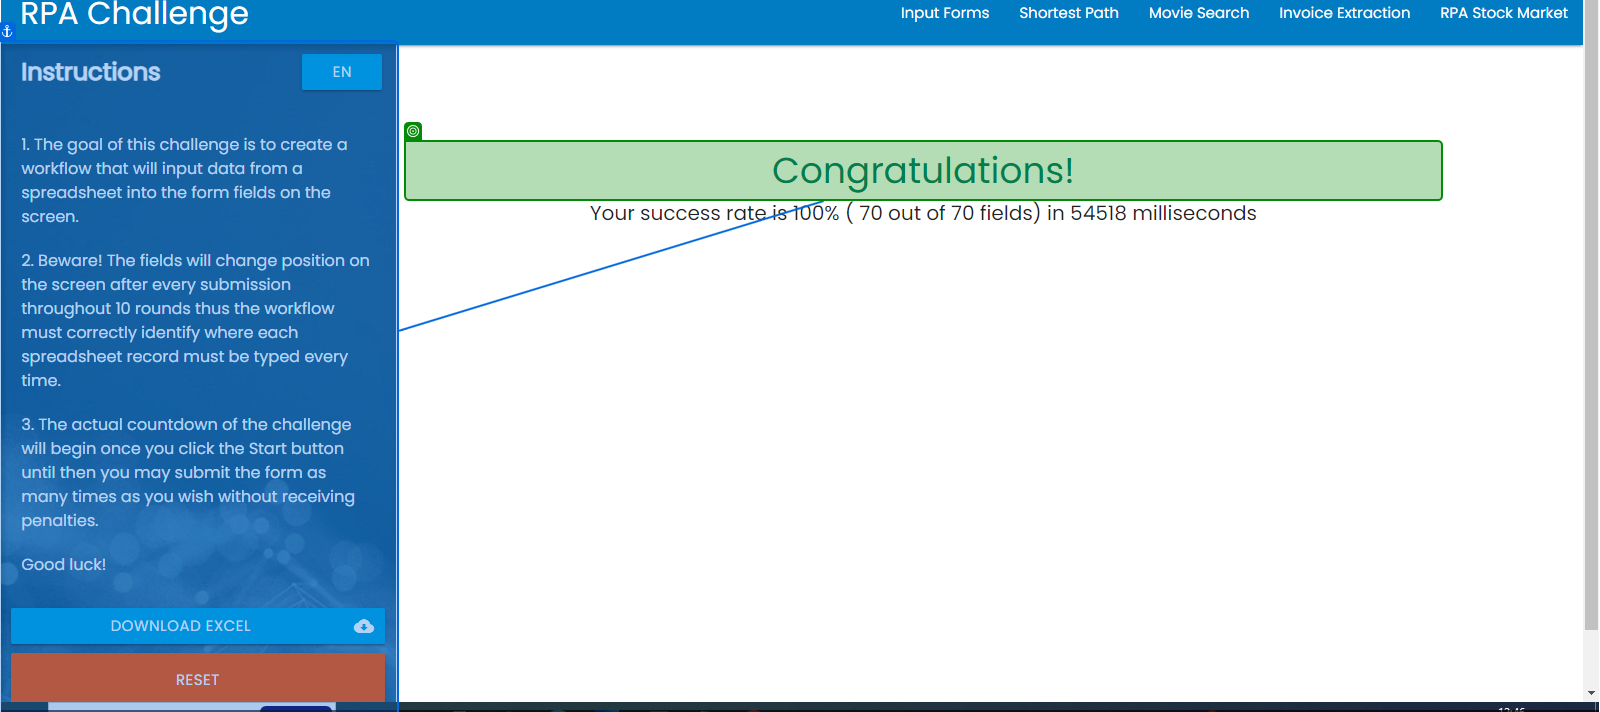 RPA Challenge
Input Forms
Shortest Path
Movie Search
Invoice Extraction
RPA Stock Market
Instructions
EN
1. The goal of this challenge is to create a
workflow that will input data from a
spreadsheet into the form fields on the
screen.
2. Beware! The fields will change position on
the screen after every submission
throughout 10 rounds thus the workflow
must correctly identify where each
spreadsheet record must be typed every
time.
3. The actual countdown of the challenge
will begin once you click the Start button
until then you may submit the form as
many times as you wish without receiving
penalties.
Good luck!
DOWNLOAD EXCEL
RESET
Congratulations!
Your success rate is 100% ( 70 out of 70 fields) in 54518 milliseconds